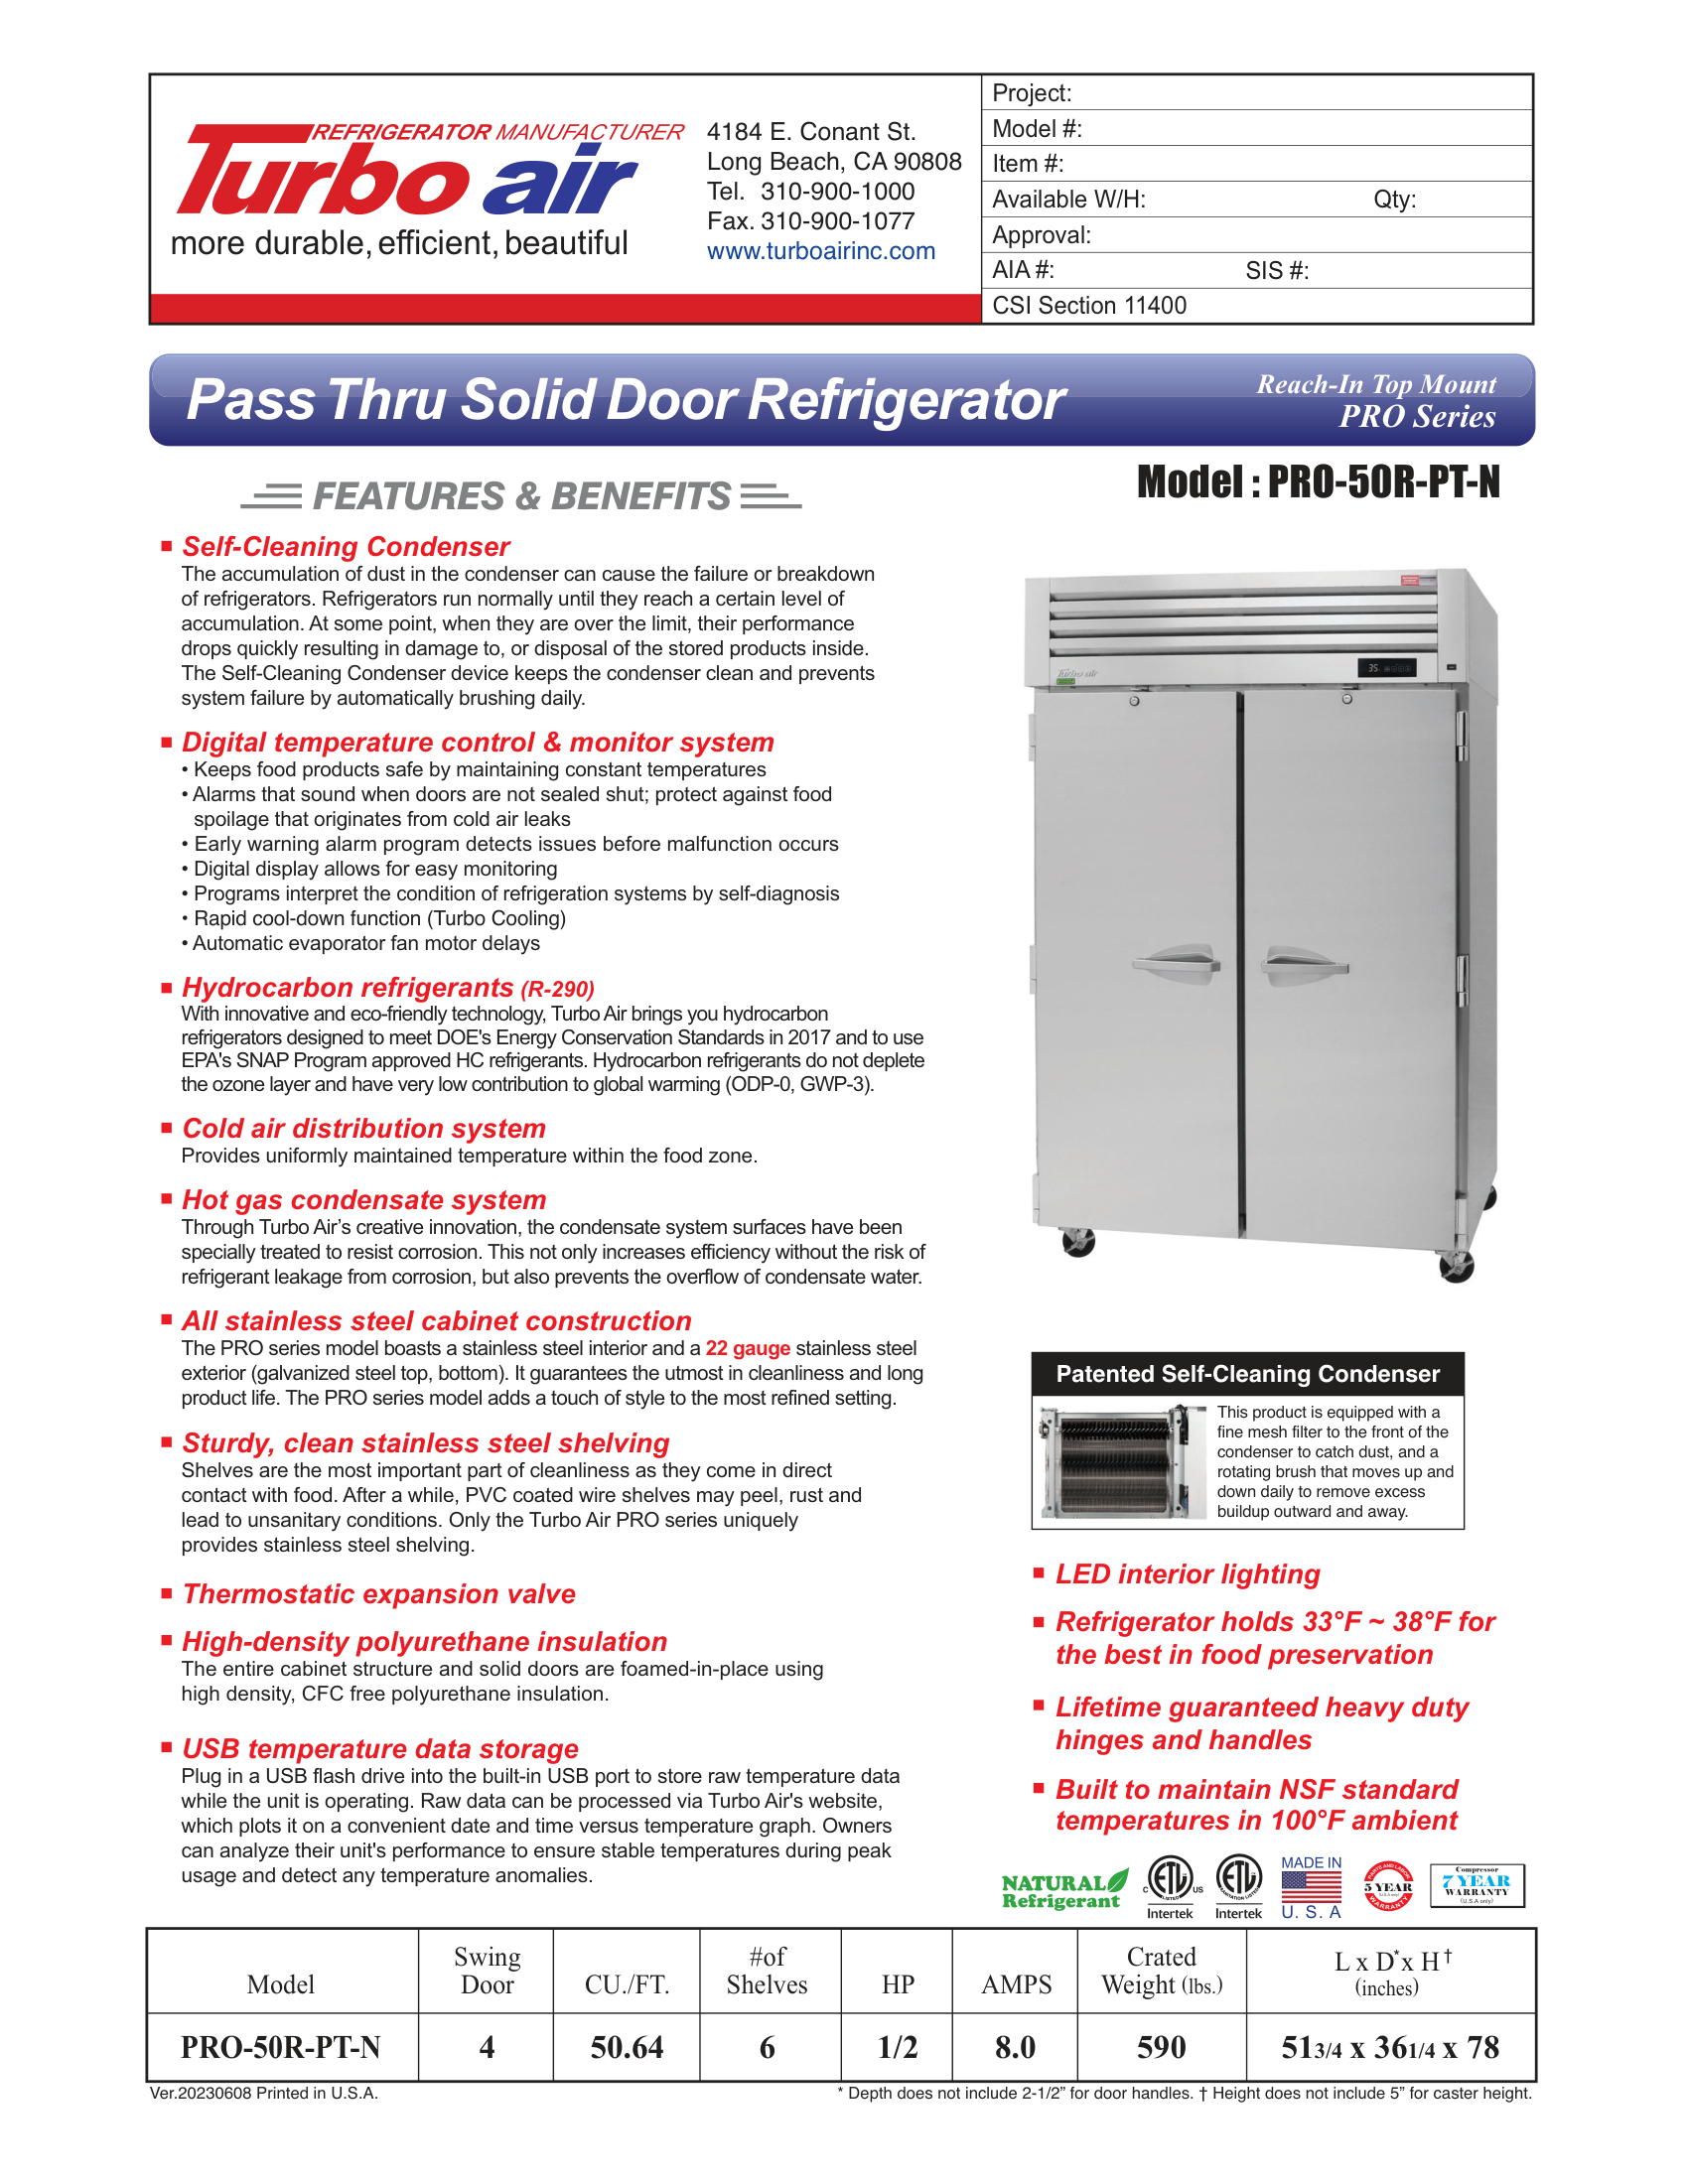 REFRIGERATOR MANUFACTURER
Turbo air
more durable, efficient, beautiful
4184 E. Conant St.
Long Beach, CA 90808
Tel. 310-900-1000
Fax. 310-900-1077
www.turboairinc.com
Project:
Model #:
Item #:
Available W/H: Qty:
Approval:
AIA #: SIS #:
CSI Section 11400
Pass Thru Solid Door Refrigerator
Reach-In Top Mount
PRO Series
FEATURES & BENEFITS
Model : PRO-50R-PT-N
Self-Cleaning Condenser
The accumulation of dust in the condenser can cause the failure or breakdown
of refrigerators. Refrigerators run normally until they reach a certain level of
accumulation. At some point, when they are over the limit, their performance
drops quickly resulting in damage to, or disposal of the stored products inside.
The Self-Cleaning Condenser device keeps the condenser clean and prevents
system failure by automatically brushing daily.
Digital temperature control & monitor system
• Keeps food products safe by maintaining constant temperatures
• Alarms that sound when doors are not sealed shut; protect against food
spoilage that originates from cold air leaks
• Early warning alarm program detects issues before malfunction occurs
• Digital display allows for easy monitoring
• Programs interpret the condition of refrigeration systems by self-diagnosis
• Rapid cool-down function (Turbo Cooling)
• Automatic evaporator fan motor delays
Hydrocarbon refrigerants (R-290)
With innovative and eco-friendly technology, Turbo Air brings you hydrocarbon
refrigerators designed to meet DOE's Energy Conservation Standards in 2017 and to use
EPA's SNAP Program approved HC refrigerants. Hydrocarbon refrigerants do not deplete
the ozone layer and have very low contribution to global warming (ODP-0, GWP-3).
Cold air distribution system
Provides uniformly maintained temperature within the food zone.
Hot gas condensate system
Through Turbo Air’s creative innovation, the condensate system surfaces have been
specially treated to resist corrosion. This not only increases efficiency without the risk of
refrigerant leakage from corrosion, but also prevents the overflow of condensate water.
All stainless steel cabinet construction
The PRO series model boasts a stainless steel interior and a 22 gauge stainless steel
exterior (galvanized steel top, bottom). It guarantees the utmost in cleanliness and long
product life. The PRO series model adds a touch of style to the most refined setting.
Sturdy, clean stainless steel shelving
Shelves are the most important part of cleanliness as they come in direct
contact with food. After a while, PVC coated wire shelves may peel, rust and
lead to unsanitary conditions. Only the Turbo Air PRO series uniquely
provides stainless steel shelving.
Thermostatic expansion valve
High-density polyurethane insulation
The entire cabinet structure and solid doors are foamed-in-place using
high density, CFC free polyurethane insulation.
USB temperature data storage
Plug in a USB flash drive into the built-in USB port to store raw temperature data
while the unit is operating. Raw data can be processed via Turbo Air's website,
which plots it on a convenient date and time versus temperature graph. Owners
can analyze their unit's performance to ensure stable temperatures during peak
usage and detect any temperature anomalies.
Turbo air
35
Patented Self-Cleaning Condenser
This product is equipped with a
fine mesh filter to the front of the
condenser to catch dust, and a
rotating brush that moves up and
down daily to remove excess
buildup outward and away.
LED interior lighting
Refrigerator holds 33°F ~ 38°F for
the best in food preservation
Lifetime guaranteed heavy duty
hinges and handles
Built to maintain NSF standard
temperatures in 100°F ambient
NATURAL
Refrigerant
C ETL US
LISTED
Intertek
ETL
SANITATION LISTED
Intertek
MADE IN
U. S. A
PARTS AND LABOR
5 YEAR
(U.S.A only)
WARRANTY
Compressor
7 YEAR
WARRANTY
(U.S.A only)
Model Swing Door CU./FT. #of Shelves HP AMPS Crated Weight (lbs.) L x D* x H† (inches)
PRO-50R-PT-N 4 50.64 6 1/2 8.0 590 513/4 x 361/4 x 78
Ver.20230608 Printed in U.S.A.
* Depth does not include 2-1/2” for door handles. † Height does not include 5” for caster height.